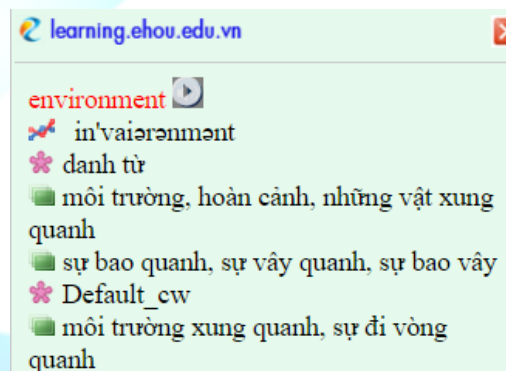 learning.ehou.edu.vn
environment
in'vaiərənmənt
danh từ
môi trường, hoàn cảnh, những vật xung
quanh
sự bao quanh, sự vây quanh, sự bao vây
Default_cw
môi trường xung quanh, sự đi vòng
quanh